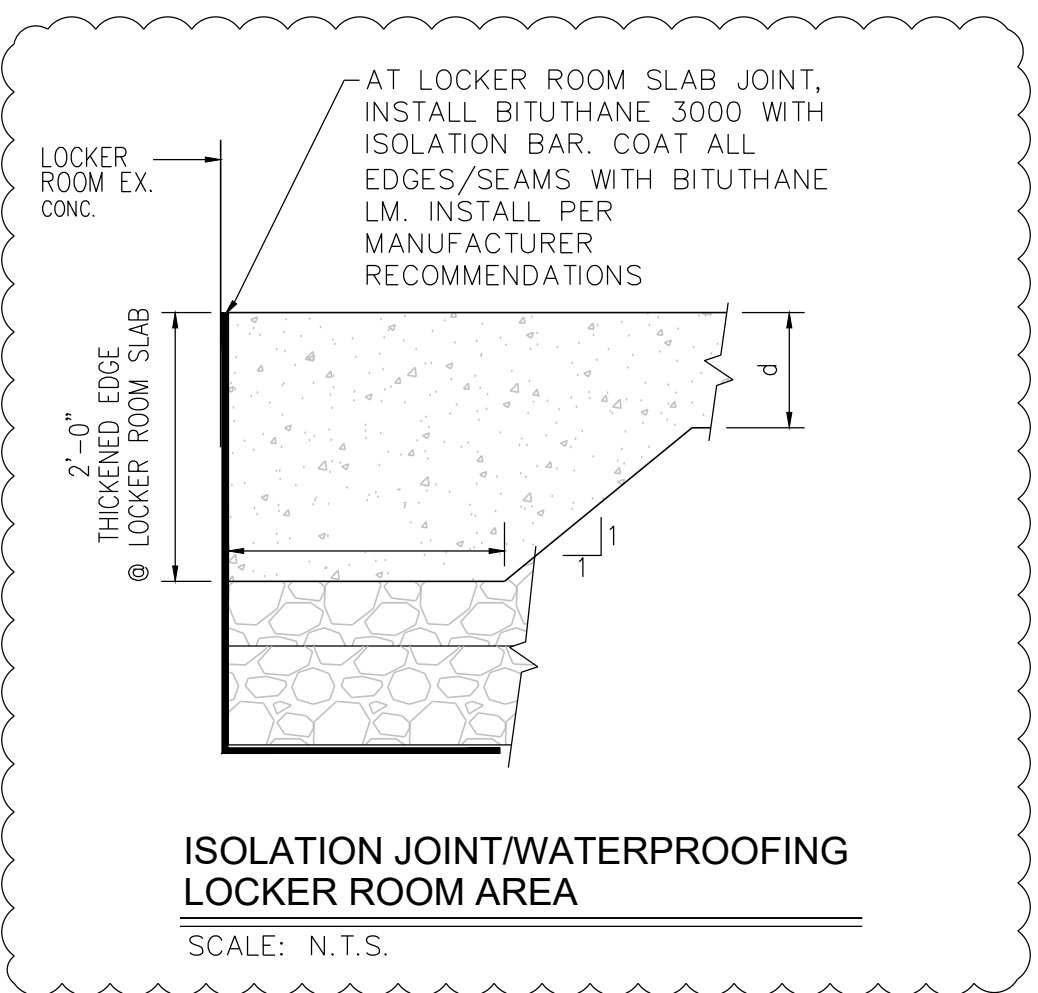 AT LOCKER ROOM SLAB JOINT,
INSTALL BITUTHANE 3000 WITH
ISOLATION BAR. COAT ALL
EDGES/SEAMS WITH BITUTHANE
LM. INSTALL PER
MANUFACTURER
RECOMMENDATIONS
LOCKER
ROOM EX.
CONC.
2'-0"
THICKENED EDGE
@ LOCKER ROOM SLAB
d
1
1
ISOLATION JOINT/WATERPROOFING
LOCKER ROOM AREA
SCALE: N.T.S.